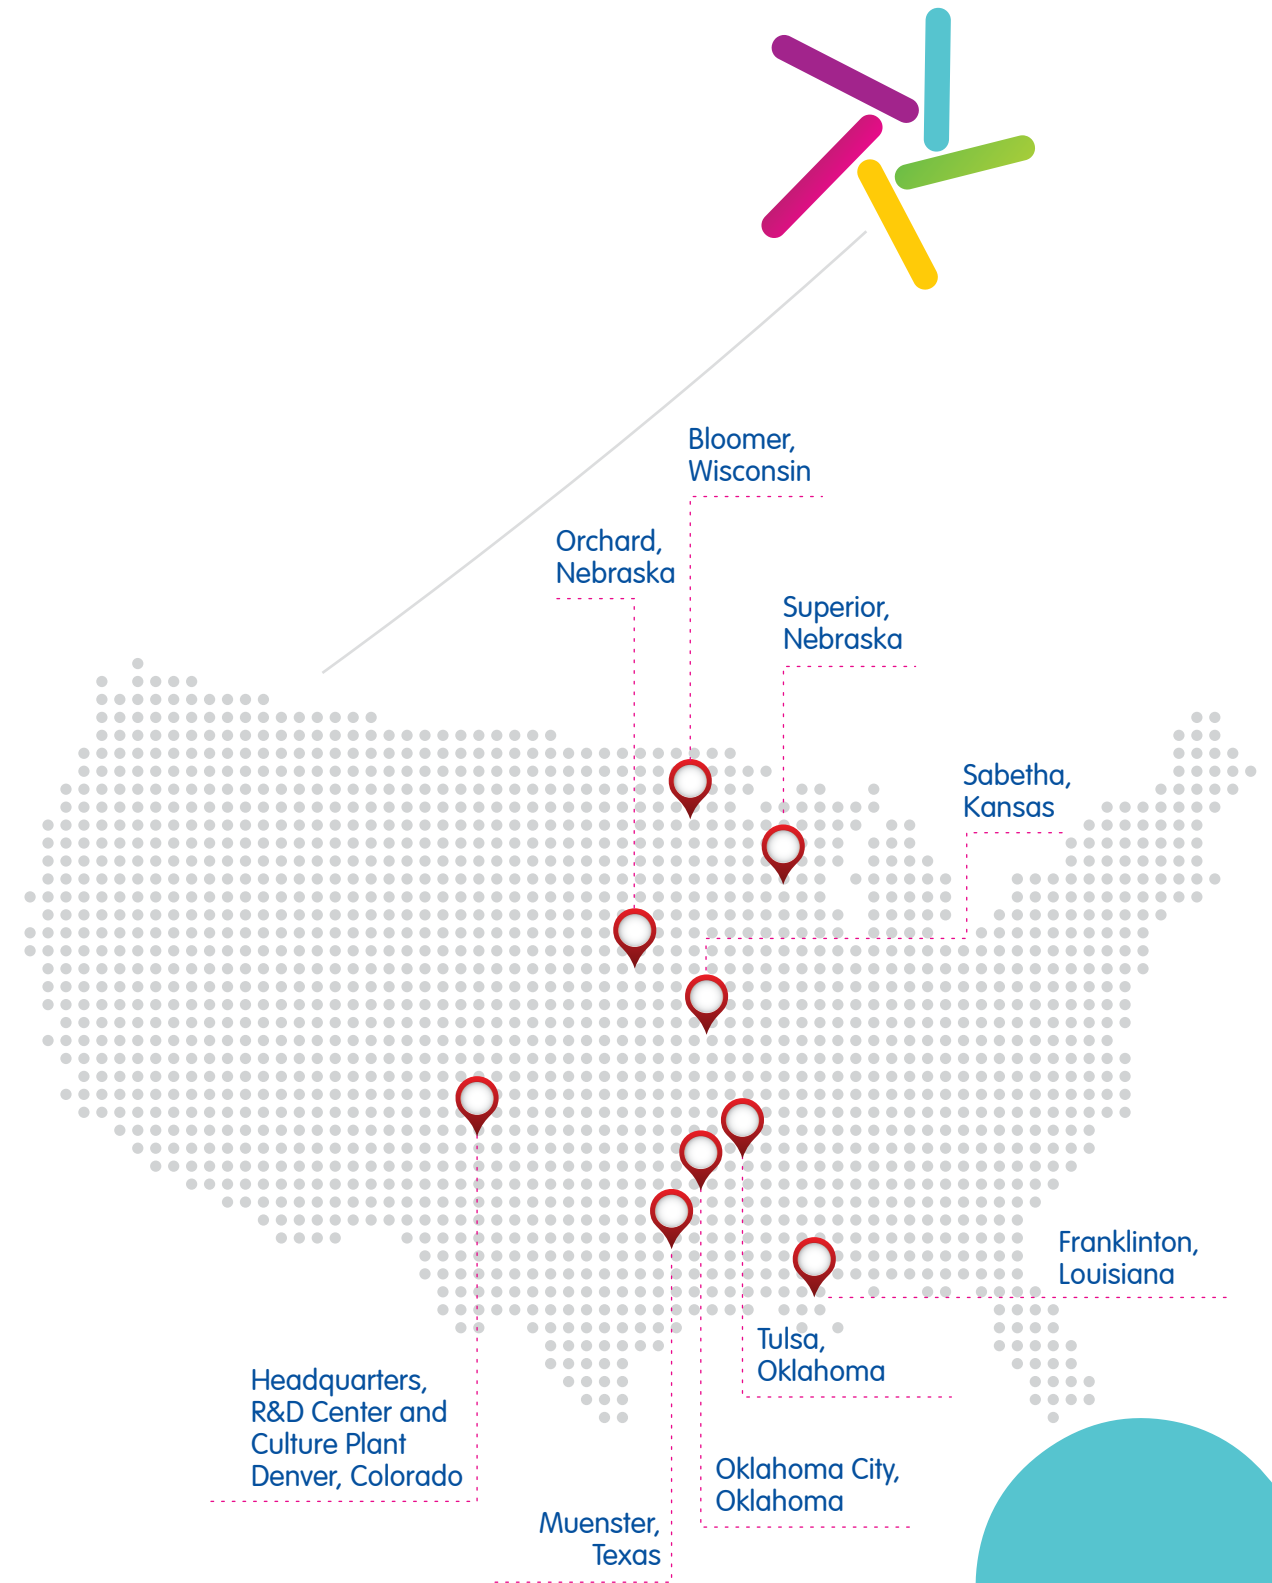 Bloomer,
Wisconsin
Orchard,
Nebraska
Superior,
Nebraska
Sabetha,
Kansas
Franklinton,
Louisiana
Tulsa,
Oklahoma
Headquarters,
R&D Center and
Culture Plant
Denver, Colorado
Oklahoma City,
Oklahoma
Muenster,
Texas